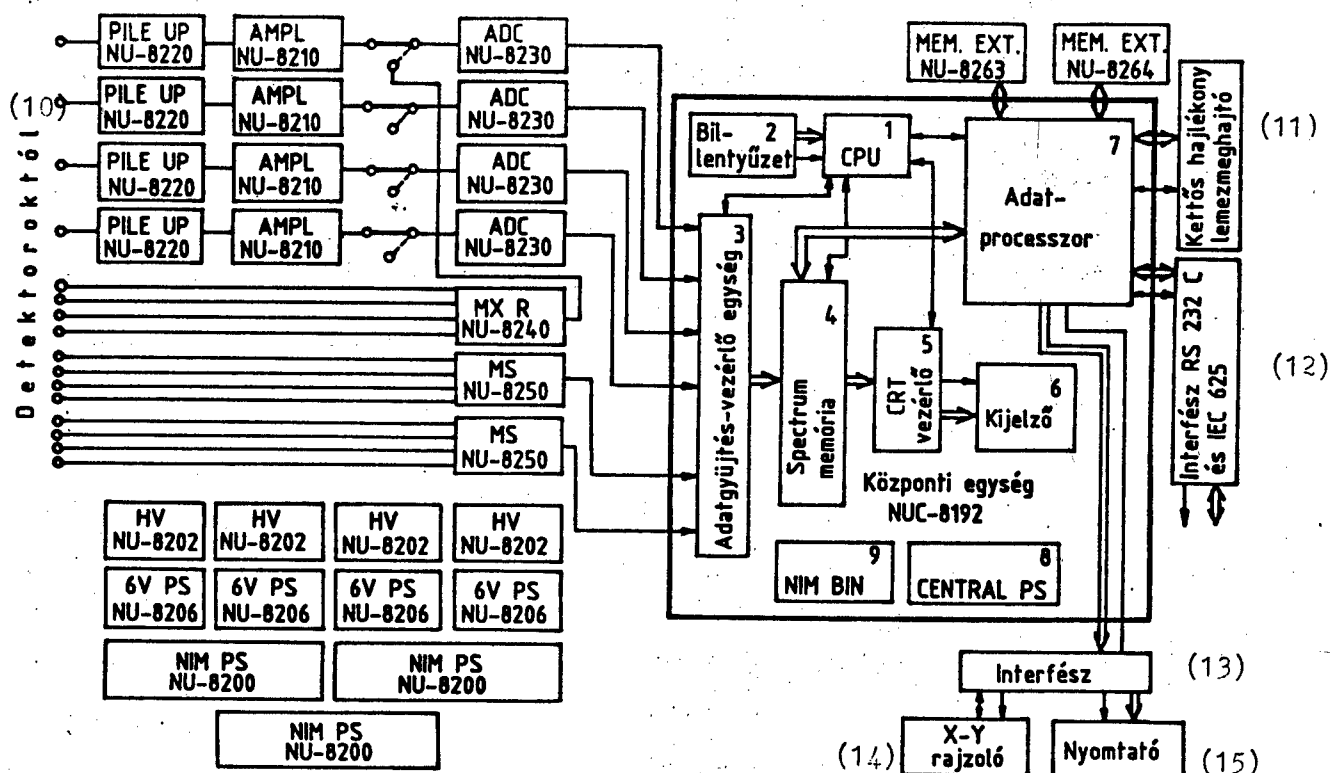 PILE UP
NU-8220
AMPL
NU-8210
ADC
NU-8230
PILE UP
NU-8220
AMPL
NU-8210
ADC
NU-8230
PILE UP
NU-8220
AMPL
NU-8210
ADC
NU-8230
PILE UP
NU-8220
AMPL
NU-8210
ADC
NU-8230
(10)
Detektoroktól
MX R
NU-8240
MS
NU-8250
MS
NU-8250
HV
NU-8202
HV
NU-8202
HV
NU-8202
HV
NU-8202
6V PS
NU-8206
6V PS
NU-8206
6V PS
NU-8206
6V PS
NU-8206
NIM PS
NU-8200
NIM PS
NU-8200
NIM PS
NU-8200
MEM. EXT.
NU-8263
MEM. EXT.
NU-8264
2
Bil-
lentyűzet
1
CPU
7
Adat-
processzor
3
Adatgyüjtés-vezérlő egység
4
Spectrum
memória
5
CRT
vezérlő
6
Kijelző
Központi egység
NUC-8192
9
NIM BIN
8
CENTRAL PS
Kettős hajlékony
lemezmeghajtó
(11)
Interfész RS 232 C
és IEC 625
(12)
Interfész
(13)
(14)
X-Y
rajzoló
Nyomtató
(15)